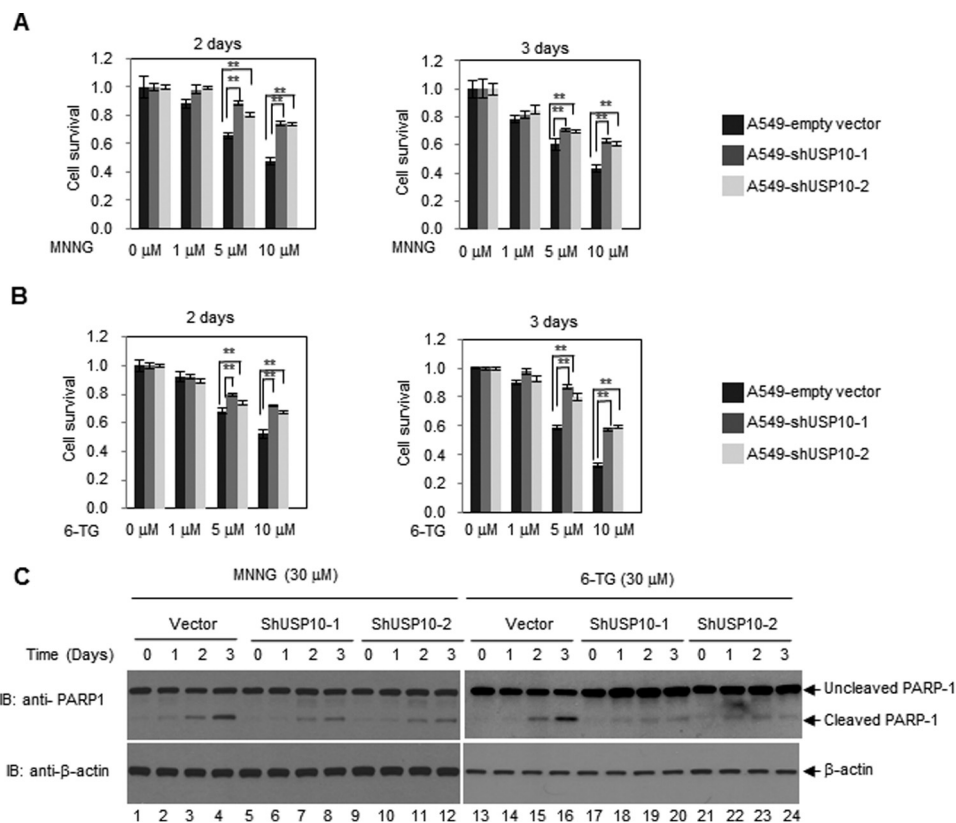 A
2 days
1.2
1.0
0.8
0.6
0.4
0.2
0.0
Cell survival
** ** ** **
MNNG 0 μM 1 μM 5 μM 10 μM
3 days
1.2
1.0
0.8
0.6
0.4
0.2
0.0
Cell survival
** ** ** **
MNNG 0 μM 1 μM 5 μM 10 μM
A549-empty vector
A549-shUSP10-1
A549-shUSP10-2
B
2 days
1.2
1.0
0.8
0.6
0.4
0.2
0.0
Cell survival
** ** ** **
6-TG 0 μM 1 μM 5 μM 10 μM
3 days
1.2
1.0
0.8
0.6
0.4
0.2
0.0
Cell survival
** ** ** **
0 μM 1 μM 5 μM 10 μM
A549-empty vector
A549-shUSP10-1
A549-shUSP10-2
C
MNNG (30 μM) 6-TG (30 μM)
Vector ShUSP10-1 ShUSP10-2 Vector ShUSP10-1 ShUSP10-2
Time (Days) 0 1 2 3 0 1 2 3 0 1 2 3 0 1 2 3 0 1 2 3 0 1 2 3
IB: anti- PARP1 Uncleaved PARP-1
Cleaved PARP-1
IB: anti-β-actin β-actin
1 2 3 4 5 6 7 8 9 10 11 12 13 14 15 16 17 18 19 20 21 22 23 24